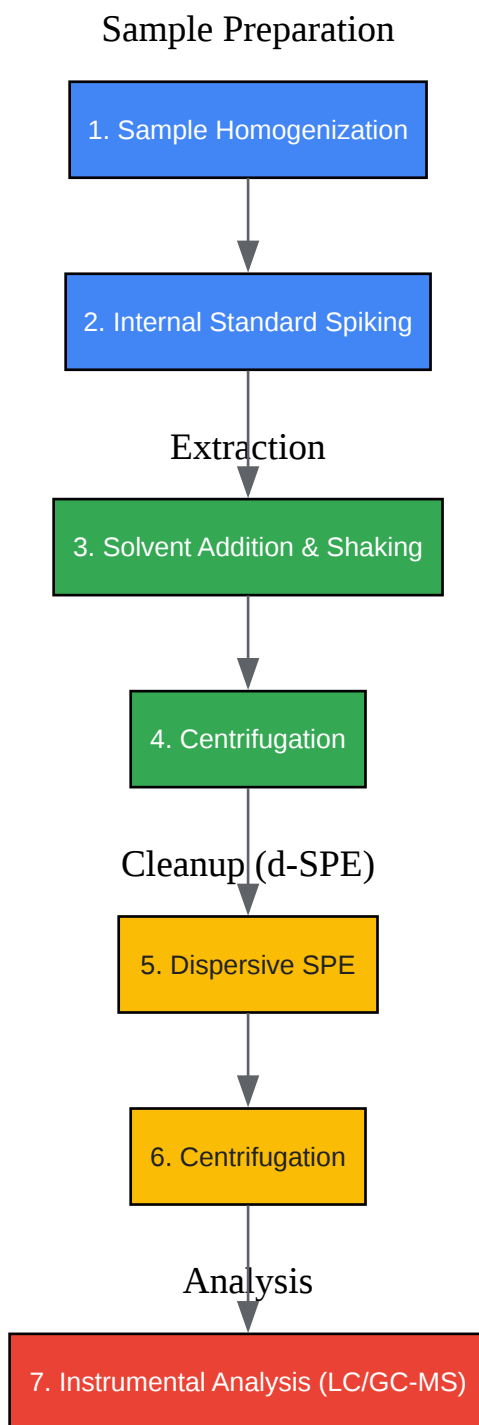 Sample Preparation
1. Sample Homogenization
2. Internal Standard Spiking
Extraction
3. Solvent Addition & Shaking
4. Centrifugation
Cleanup (d-SPE)
5. Dispersive SPE
6. Centrifugation
Analysis
7. Instrumental Analysis (LC/GC-MS)